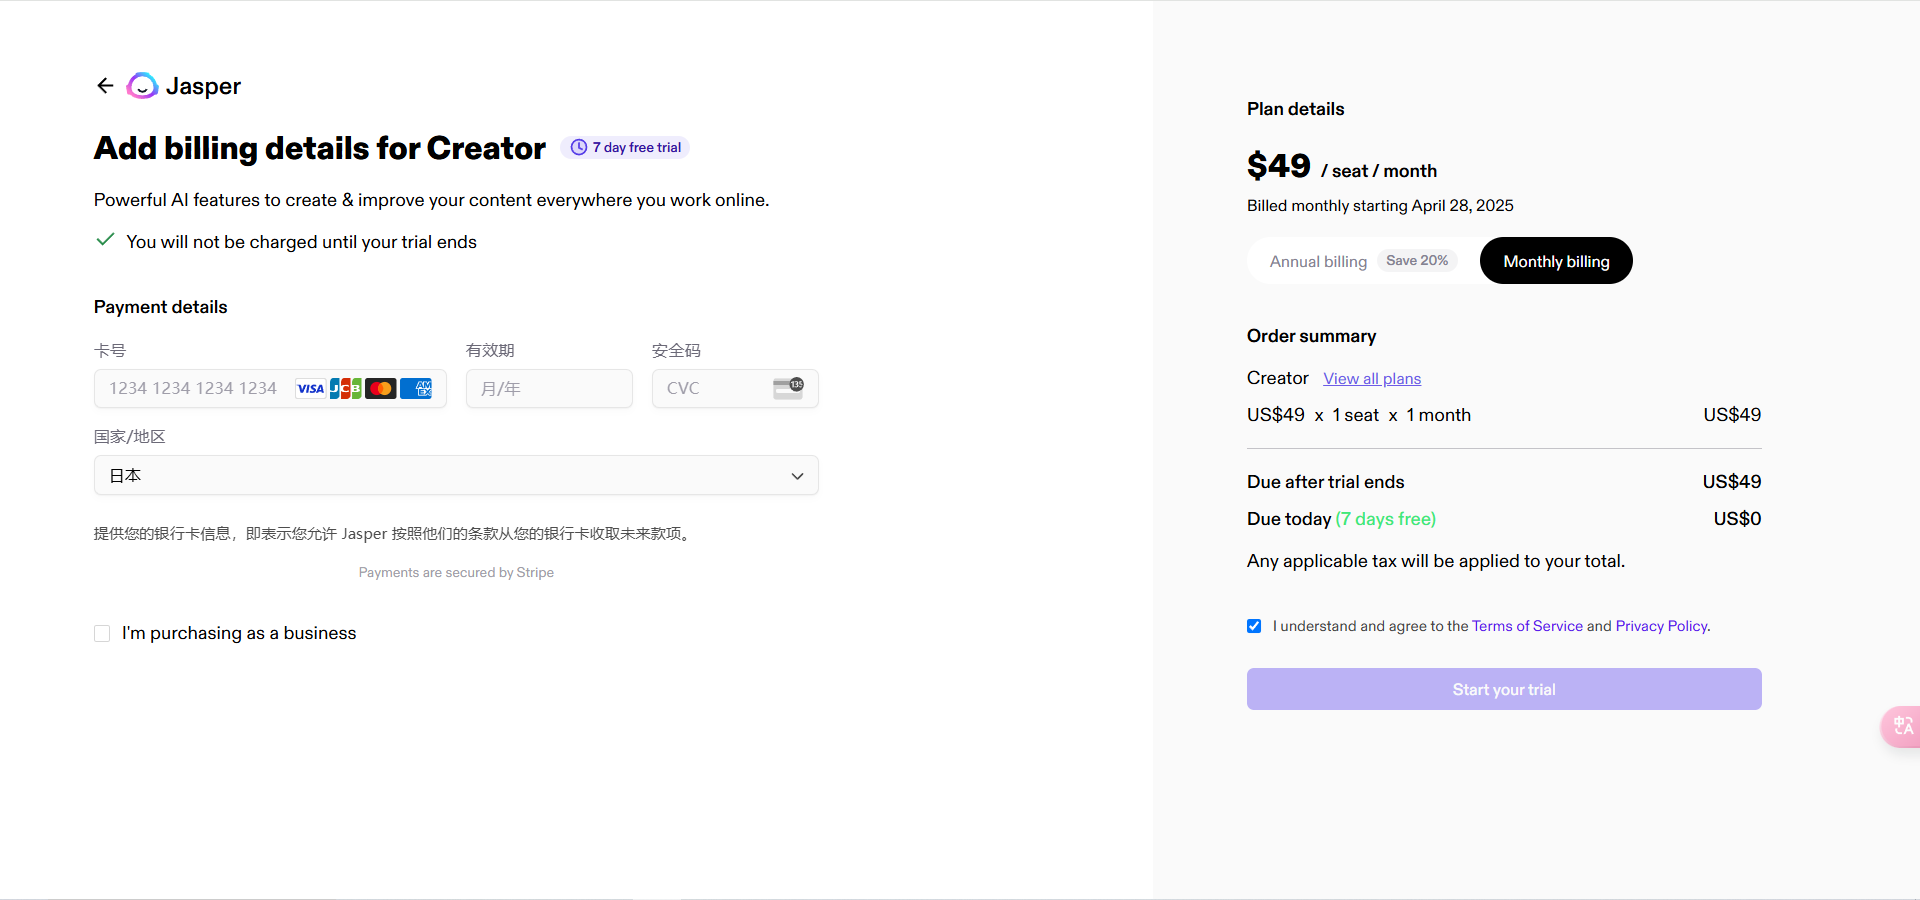 Jasper
Add billing details for Creator
7 day free trial
Powerful AI features to create & improve your content everywhere you work online.
You will not be charged until your trial ends
Payment details
卡号
有效期
安全码
1234 1234 1234 1234
VISA
JCB
AM
EX
月/年
CVC
135
国家/地区
日本
提供您的银行卡信息，即表示您允许 Jasper 按照他们的条款从您的银行卡收取未来款项。
Payments are secured by Stripe
I'm purchasing as a business
Plan details
$49 / seat / month
Billed monthly starting April 28, 2025
Annual billing Save 20%
Monthly billing
Order summary
Creator View all plans
US$49 x 1 seat x 1 month US$49
Due after trial ends US$49
Due today (7 days free) US$0
Any applicable tax will be applied to your total.
I understand and agree to the Terms of Service and Privacy Policy.
Start your trial
中
A